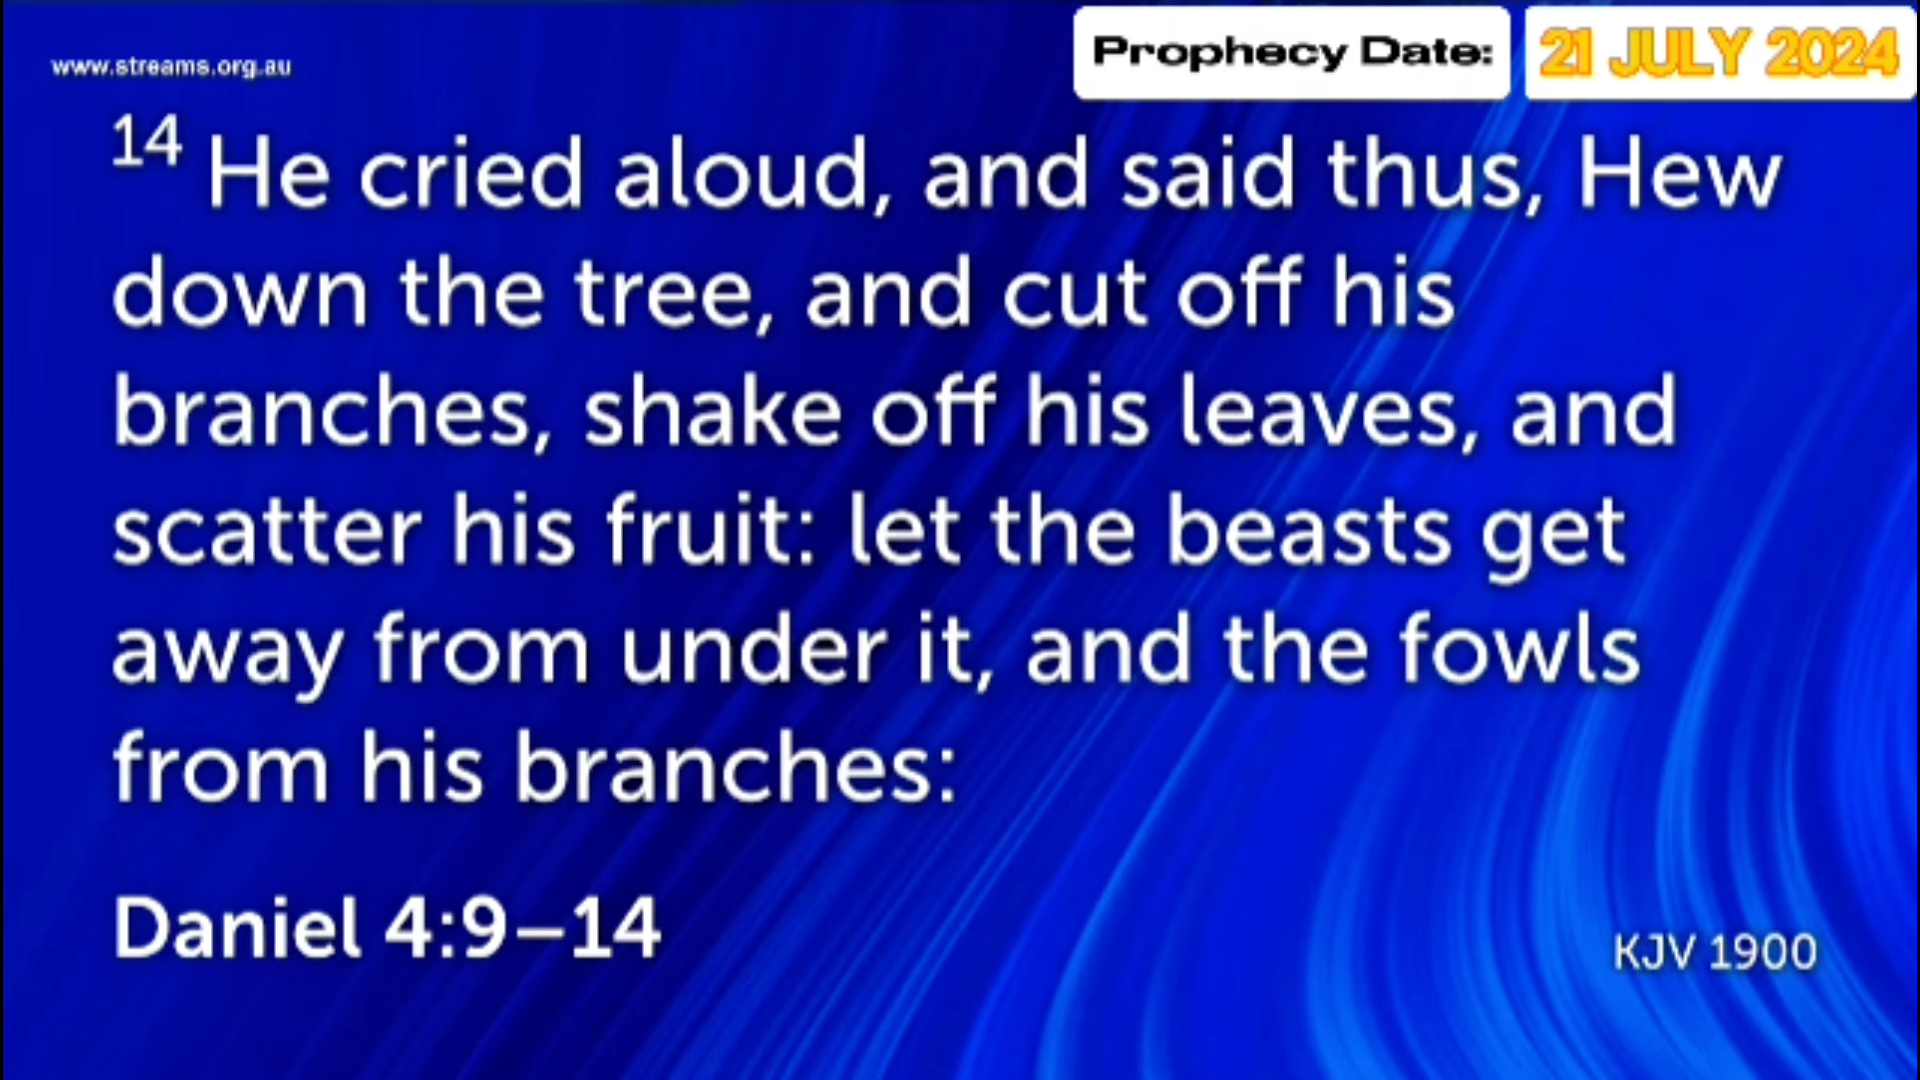 www.streams.org.au
Prophecy Date: 21 JULY 2024
14 He cried aloud, and said thus, Hew
down the tree, and cut off his
branches, shake off his leaves, and
scatter his fruit: let the beasts get
away from under it, and the fowls
from his branches:
Daniel 4:9–14
KJV 1900